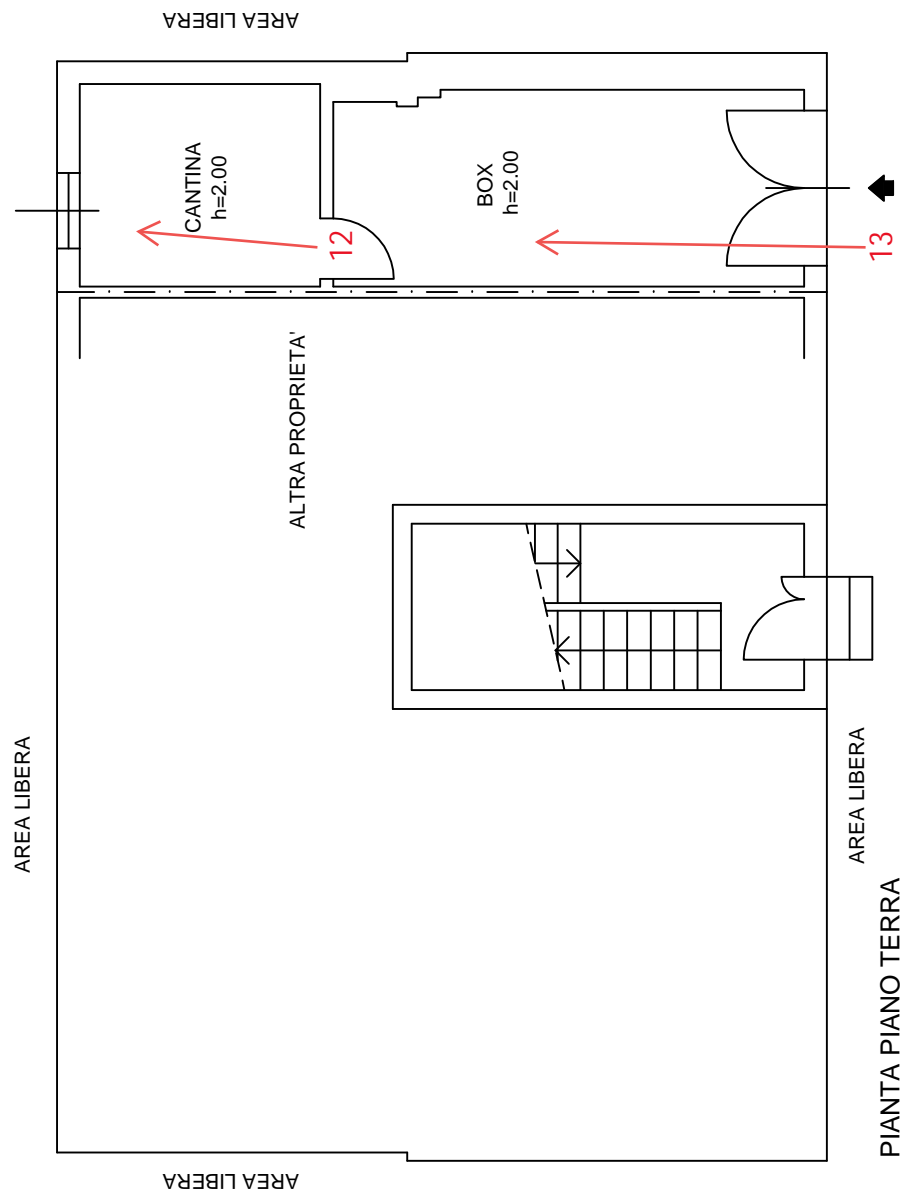 AREA LIBERA
CANTINA
h=2.00
BOX
h=2.00
12
13
ALTRA PROPRIETA'
AREA LIBERA
AREA LIBERA
PIANTA PIANO TERRA
AREA LIBERA